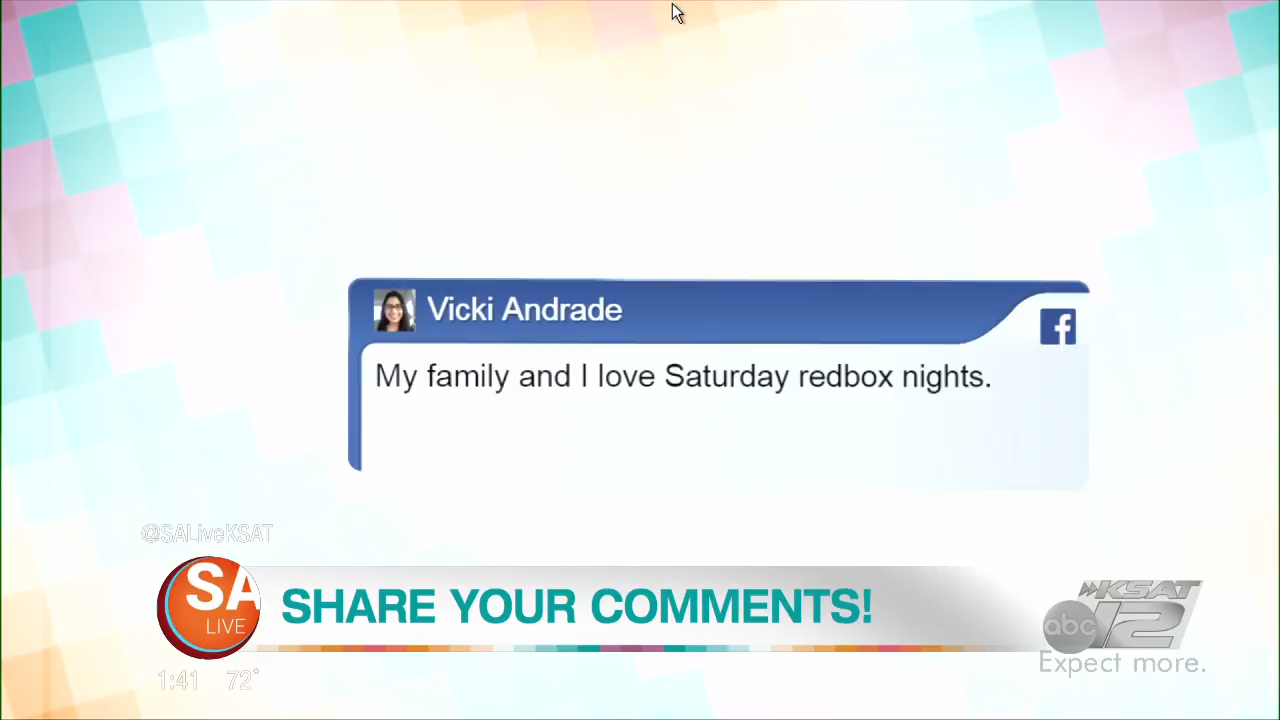 Vicki Andrade
f
My family and I love Saturday redbox nights.
@SALiveKSAT
SA
LIVE
SHARE YOUR COMMENTS!
KSAT
abc 12
Expect more.
1:41 72°